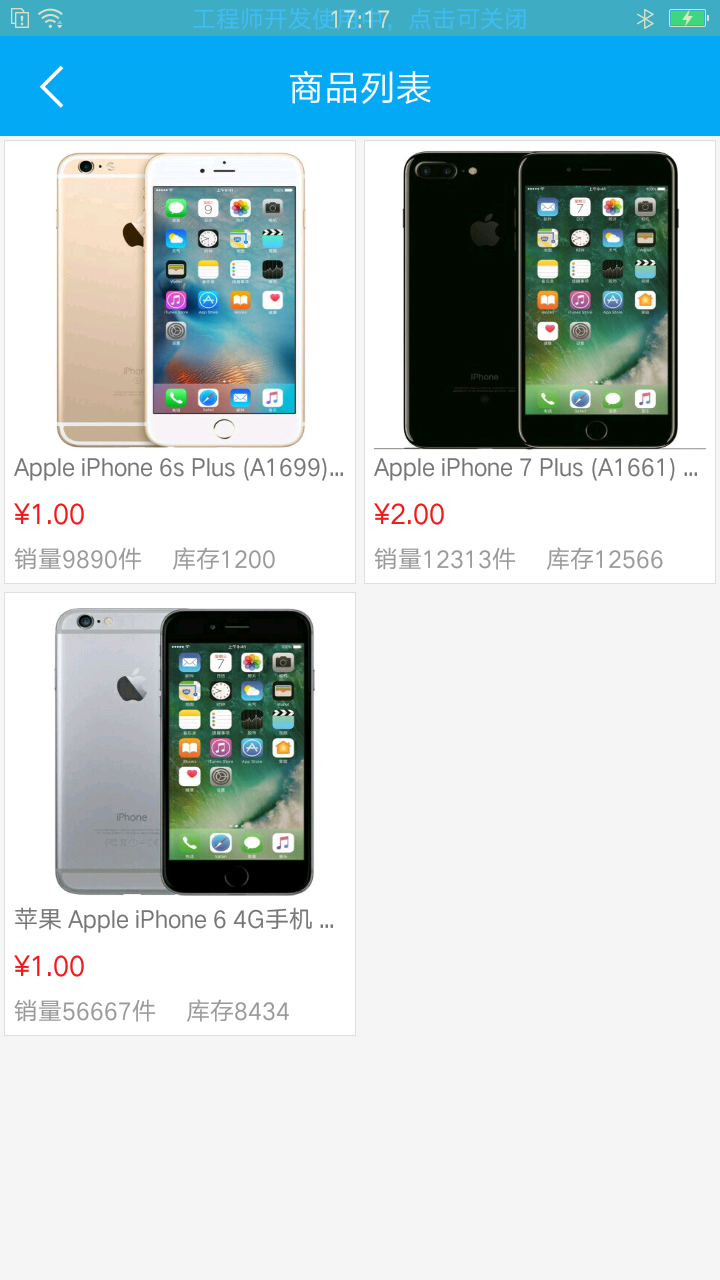 工程师开发使用中，点击可关闭
17:17
商品列表
Apple iPhone 6s Plus (A1699)...
¥1.00
销量9890件 库存1200
Apple iPhone 7 Plus (A1661) ...
¥2.00
销量12313件 库存12566
苹果 Apple iPhone 6 4G手机 ...
¥1.00
销量56667件 库存8434